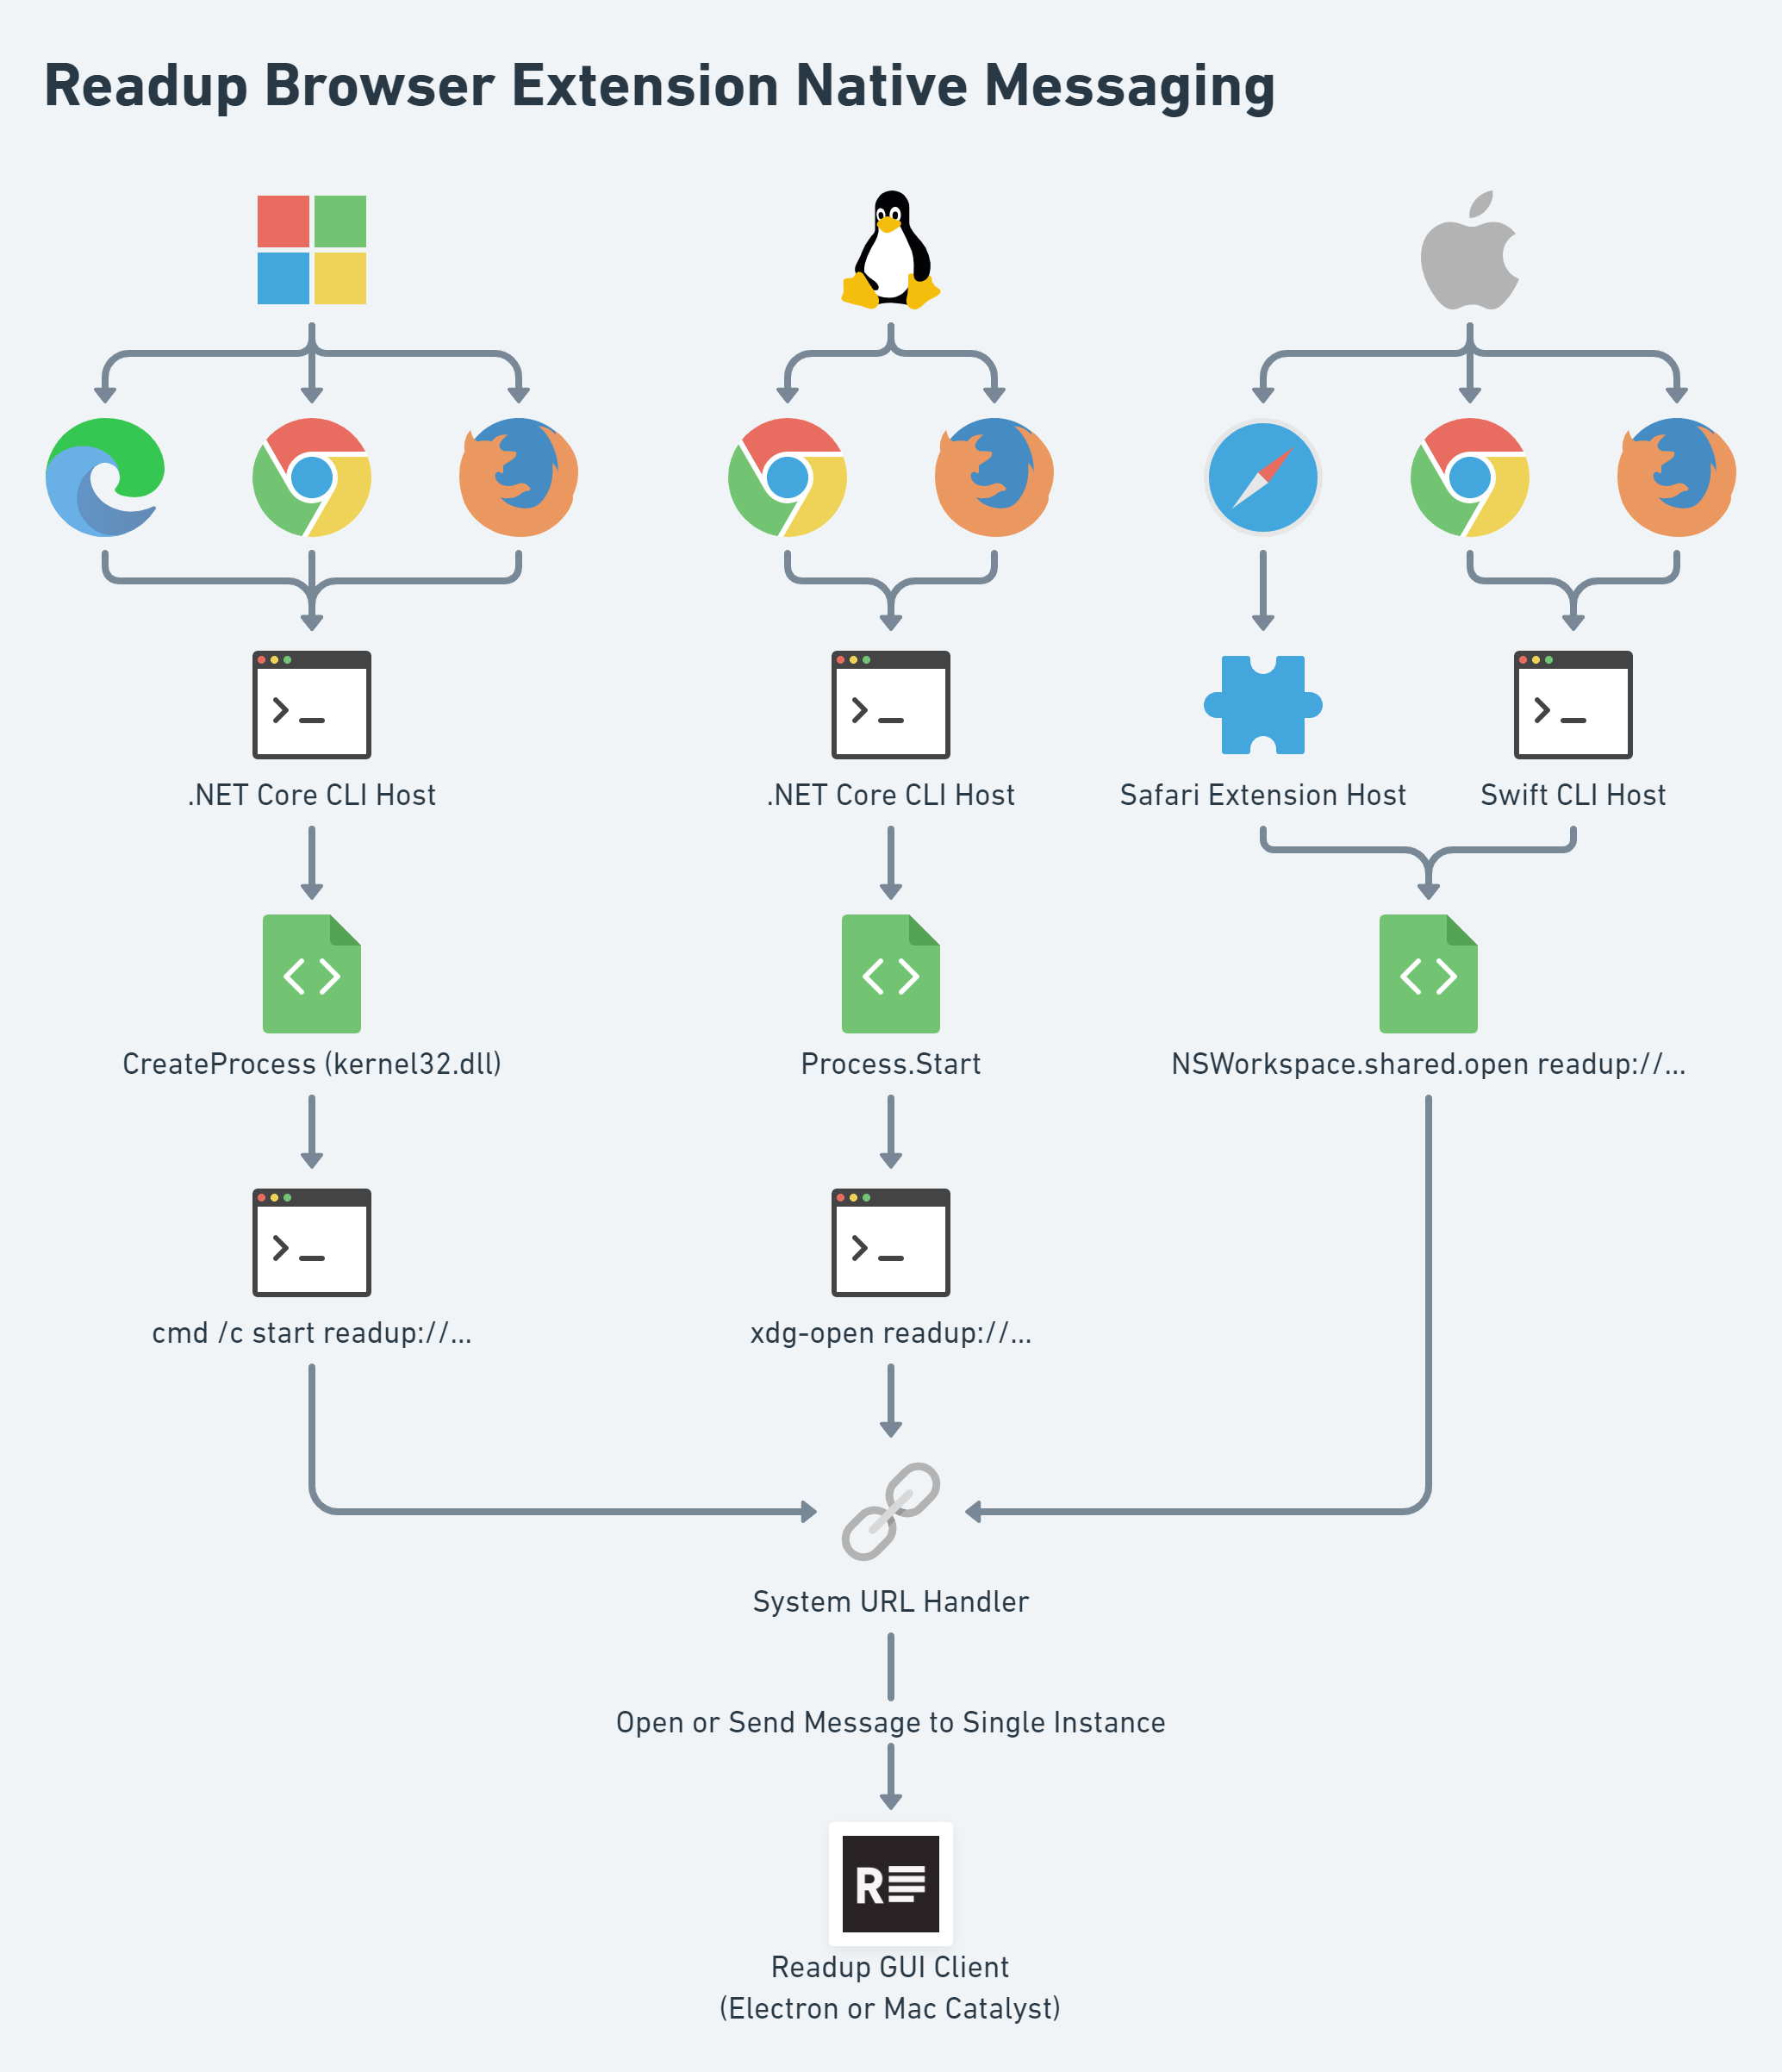 Readup Browser Extension Native Messaging
.NET Core CLI Host
.NET Core CLI Host
Safari Extension Host
Swift CLI Host
CreateProcess (kernel32.dll)
Process.Start
NSWorkspace.shared.open readup://...
cmd /c start readup://...
xdg-open readup://...
System URL Handler
Open or Send Message to Single Instance
R
Readup GUI Client
(Electron or Mac Catalyst)